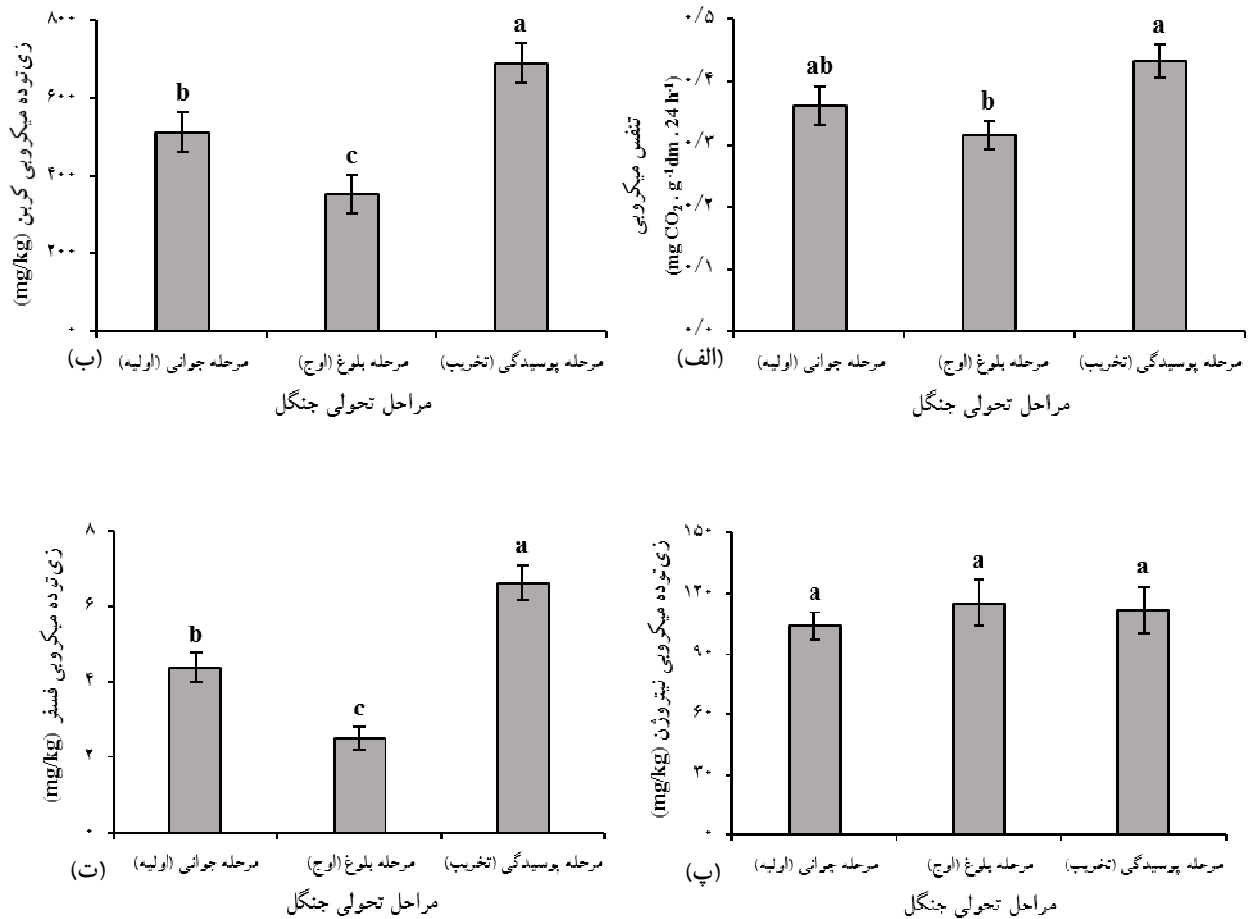 تنفس میکروبی
(mg CO₂ . g⁻¹dm . 24 h⁻¹)
۰/۵
۰/۴
۰/۳
۰/۲
۰/۱
۰/۰
ab
b
a
مرحله جوانی (اولیه)
مرحله بلوغ (اوج)
مرحله پوسیدگی (تخریب)
مراحل تحولی جنگل
(الف)
زی‌توده میکروبی کربن (mg/kg)
۸۰۰
۶۰۰
۴۰۰
۲۰۰
۰
b
c
a
مرحله جوانی (اولیه)
مرحله بلوغ (اوج)
مرحله پوسیدگی (تخریب)
مراحل تحولی جنگل
(ب)
زی‌توده میکروبی نیتروژن (mg/kg)
۱۵۰
۱۲۰
۹۰
۶۰
۳۰
۰
a
a
a
مرحله جوانی (اولیه)
مرحله بلوغ (اوج)
مرحله پوسیدگی (تخریب)
مراحل تحولی جنگل
(پ)
زی‌توده میکروبی فسفر (mg/kg)
۸
۶
۴
۲
۰
b
c
a
مرحله جوانی (اولیه)
مرحله بلوغ (اوج)
مرحله پوسیدگی (تخریب)
مراحل تحولی جنگل
(ت)